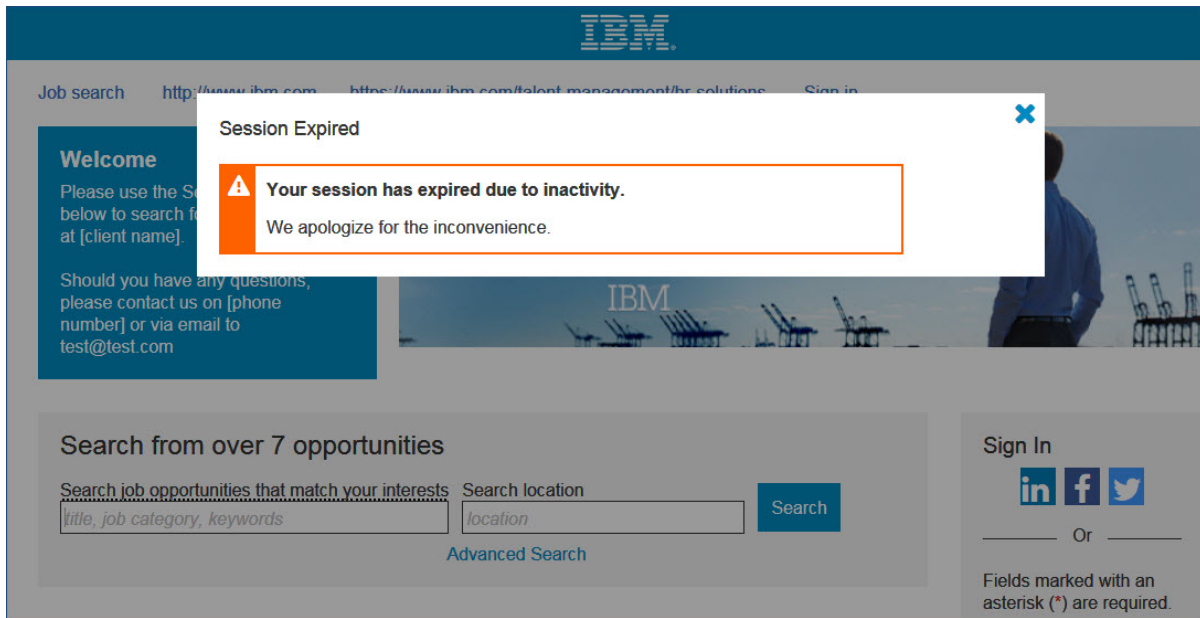 IBM.
Job search http://www.ibm.com https://www.ibm.com/talent-management/hr-solutions Sign in
Session Expired
Your session has expired due to inactivity.
We apologize for the inconvenience.
Welcome
Please use the Se
below to search fo
at [client name].
Should you have any questions,
please contact us on [phone
number] or via email to
test@test.com
IBM
Search from over 7 opportunities
Search job opportunities that match your interests Search location
title, job category, keywords location
Search
Advanced Search
Sign In
in f
Or
Fields marked with an
asterisk (*) are required.